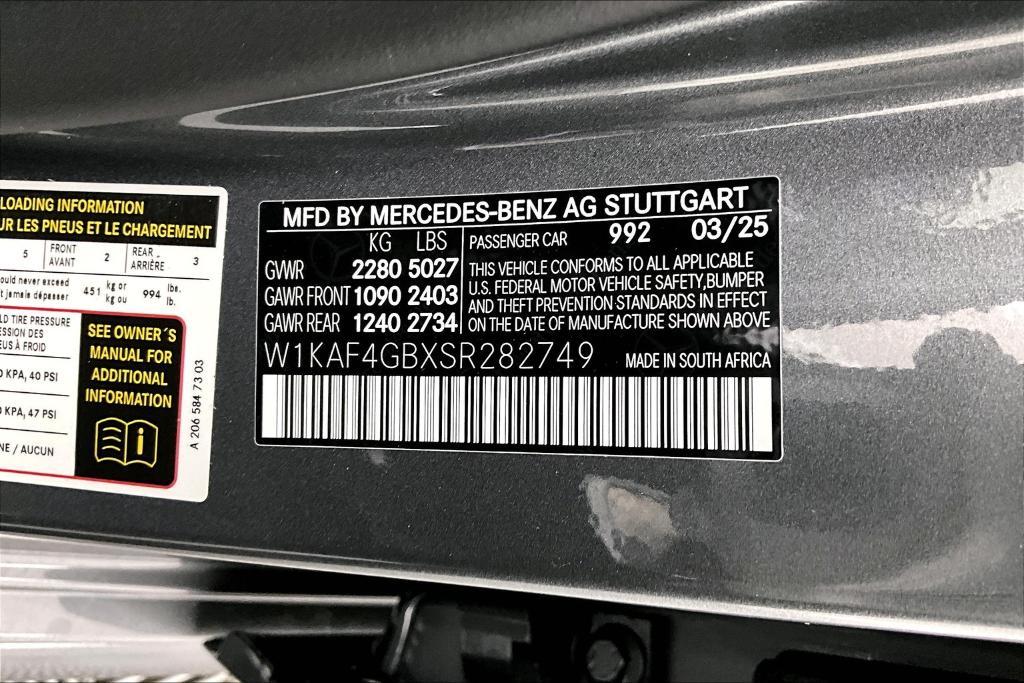 LOADING INFORMATION
UR LES PNEUS ET LE CHARGEMENT
5 FRONT AVANT 2 REAR ARRIÈRE 3
ould never exceed
t jamais dépasser 451 kg or kg ou 994 lbs. lb.
LD TIRE PRESSURE
ESSION DES
EUS À FROID
KPA, 40 PSI
KPA, 47 PSI
NE / AUCUN
SEE OWNER´S
MANUAL FOR
ADDITIONAL
INFORMATION
i
A 206 584 73 03
MFD BY MERCEDES-BENZ AG STUTTGART
KG LBS
GVWR 2280 5027
GAWR FRONT 1090 2403
GAWR REAR 1240 2734
PASSENGER CAR 992 03/25
THIS VEHICLE CONFORMS TO ALL APPLICABLE
U.S. FEDERAL MOTOR VEHICLE SAFETY,BUMPER
AND THEFT PREVENTION STANDARDS IN EFFECT
ON THE DATE OF MANUFACTURE SHOWN ABOVE
W1KAF4GBXSR282749 MADE IN SOUTH AFRICA